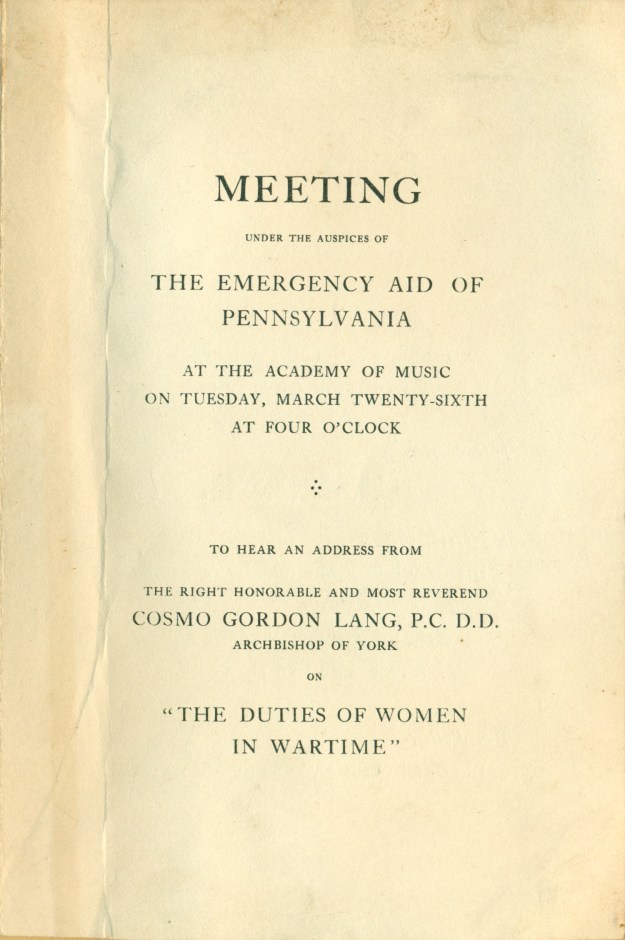 MEETING
UNDER THE AUSPICES OF
THE EMERGENCY AID OF
PENNSYLVANIA
AT THE ACADEMY OF MUSIC
ON TUESDAY, MARCH TWENTY-SIXTH
AT FOUR O'CLOCK
TO HEAR AN ADDRESS FROM
THE RIGHT HONORABLE AND MOST REVEREND
COSMO GORDON LANG, P.C. D.D.
ARCHBISHOP OF YORK
ON
"THE DUTIES OF WOMEN
IN WARTIME"